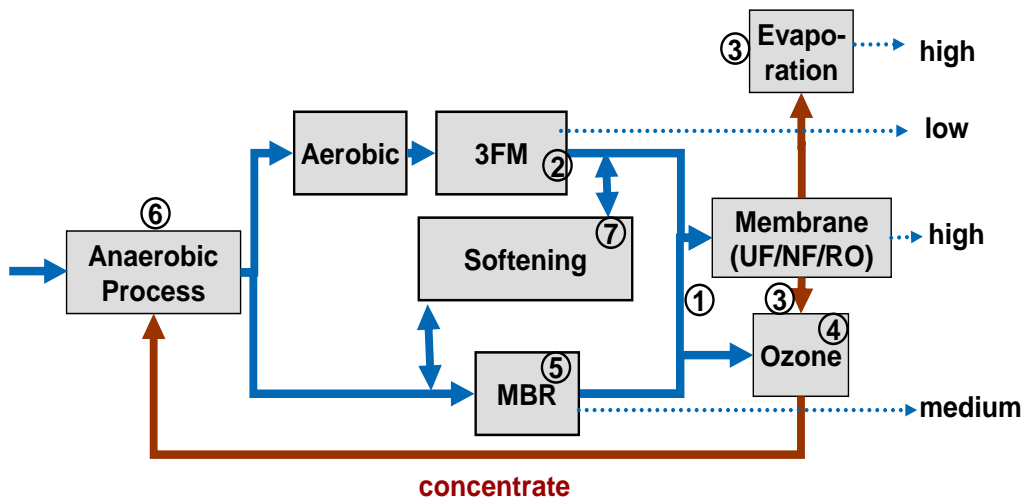 ③
Evapo-
ration
high
Aerobic
3FM
②
low
⑥
Anaerobic
Process
Softening
⑦
Membrane
(UF/NF/RO)
high
①
③
④
Ozone
⑤
MBR
medium
concentrate